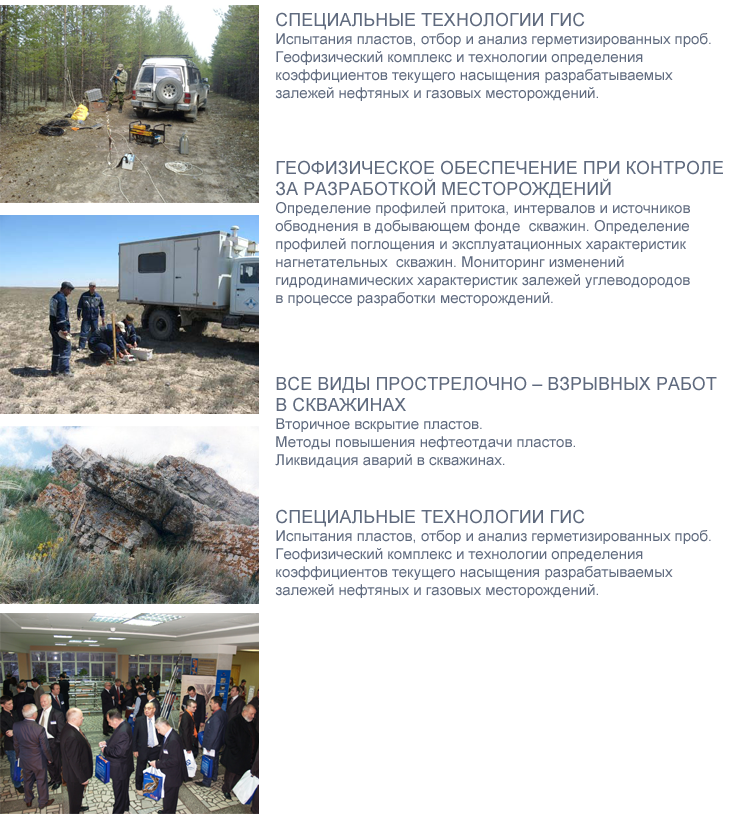 СПЕЦИАЛЬНЫЕ ТЕХНОЛОГИИ ГИС
Испытания пластов, отбор и анализ герметизированных проб.
Геофизический комплекс и технологии определения
коэффициентов текущего насыщения разрабатываемых
залежей нефтяных и газовых месторождений.
ГЕОФИЗИЧЕСКОЕ ОБЕСПЕЧЕНИЕ ПРИ КОНТРОЛЕ
ЗА РАЗРАБОТКОЙ МЕСТОРОЖДЕНИЙ
Определение профилей притока, интервалов и источников
обводнения в добывающем фонде  скважин. Определение
профилей поглощения и эксплуатационных характеристик
нагнетательных  скважин. Мониторинг изменений
гидродинамических характеристик залежей углеводородов
в процессе разработки месторождений.
ВСЕ ВИДЫ ПРОСТРЕЛОЧНО – ВЗРЫВНЫХ РАБОТ
В СКВАЖИНАХ
Вторичное вскрытие пластов.
Методы повышения нефтеотдачи пластов.
Ликвидация аварий в скважинах.
СПЕЦИАЛЬНЫЕ ТЕХНОЛОГИИ ГИС
Испытания пластов, отбор и анализ герметизированных проб.
Геофизический комплекс и технологии определения
коэффициентов текущего насыщения разрабатываемых
залежей нефтяных и газовых месторождений.